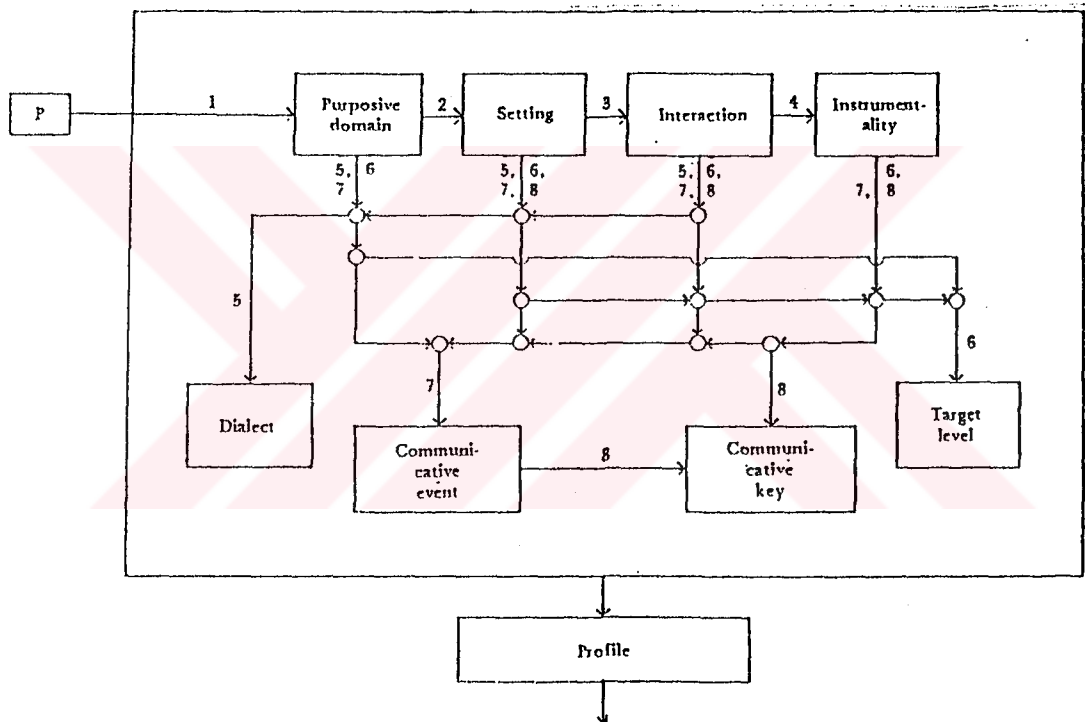 P
1
Purposive
domain
2
Setting
3
Interaction
4
Instrument-
ality
5, 6
7
5, 6,
7, 8
5, 6,
7, 8
6,
7, 8
5
6
7
8
Dialect
Communi-
cative
event
8
Communi-
cative
key
Target
level
Profile